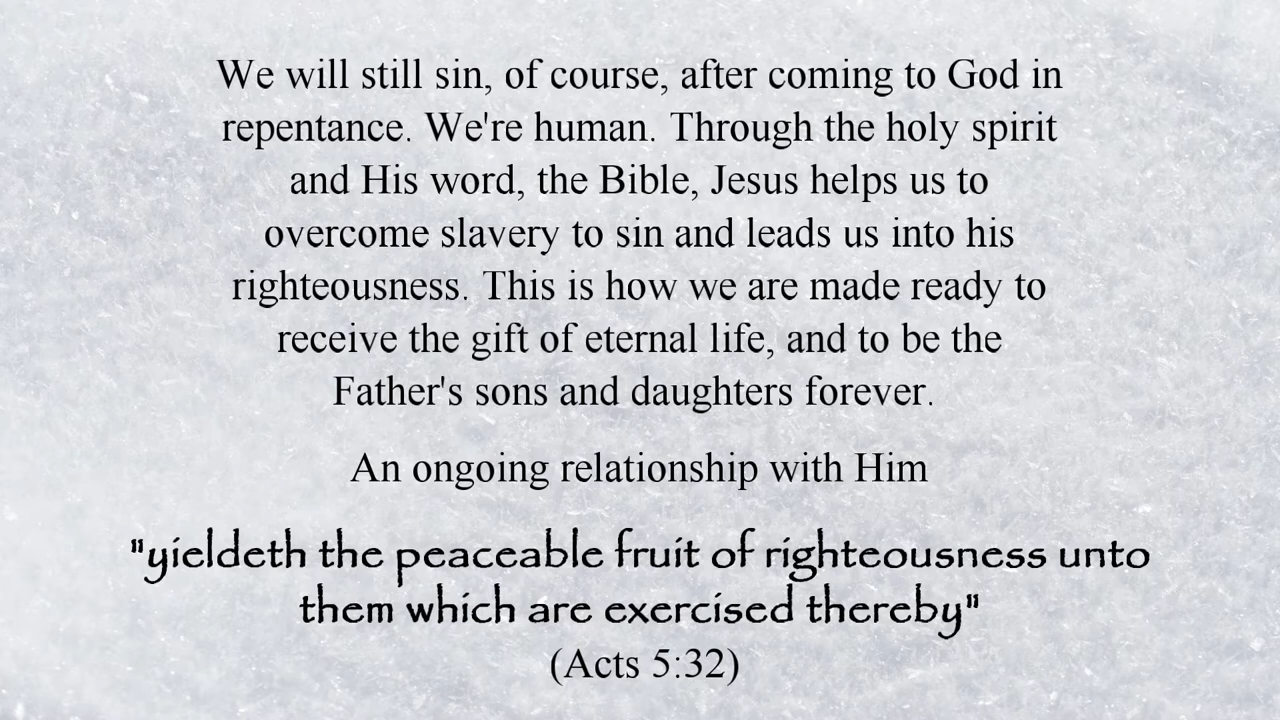 We will still sin, of course, after coming to God in
repentance. We're human. Through the holy spirit
and His word, the Bible, Jesus helps us to
overcome slavery to sin and leads us into his
righteousness. This is how we are made ready to
receive the gift of eternal life, and to be the
Father's sons and daughters forever.
An ongoing relationship with Him
"yieldeth the peaceable fruit of righteousness unto
them which are exercised thereby"
(Acts 5:32)